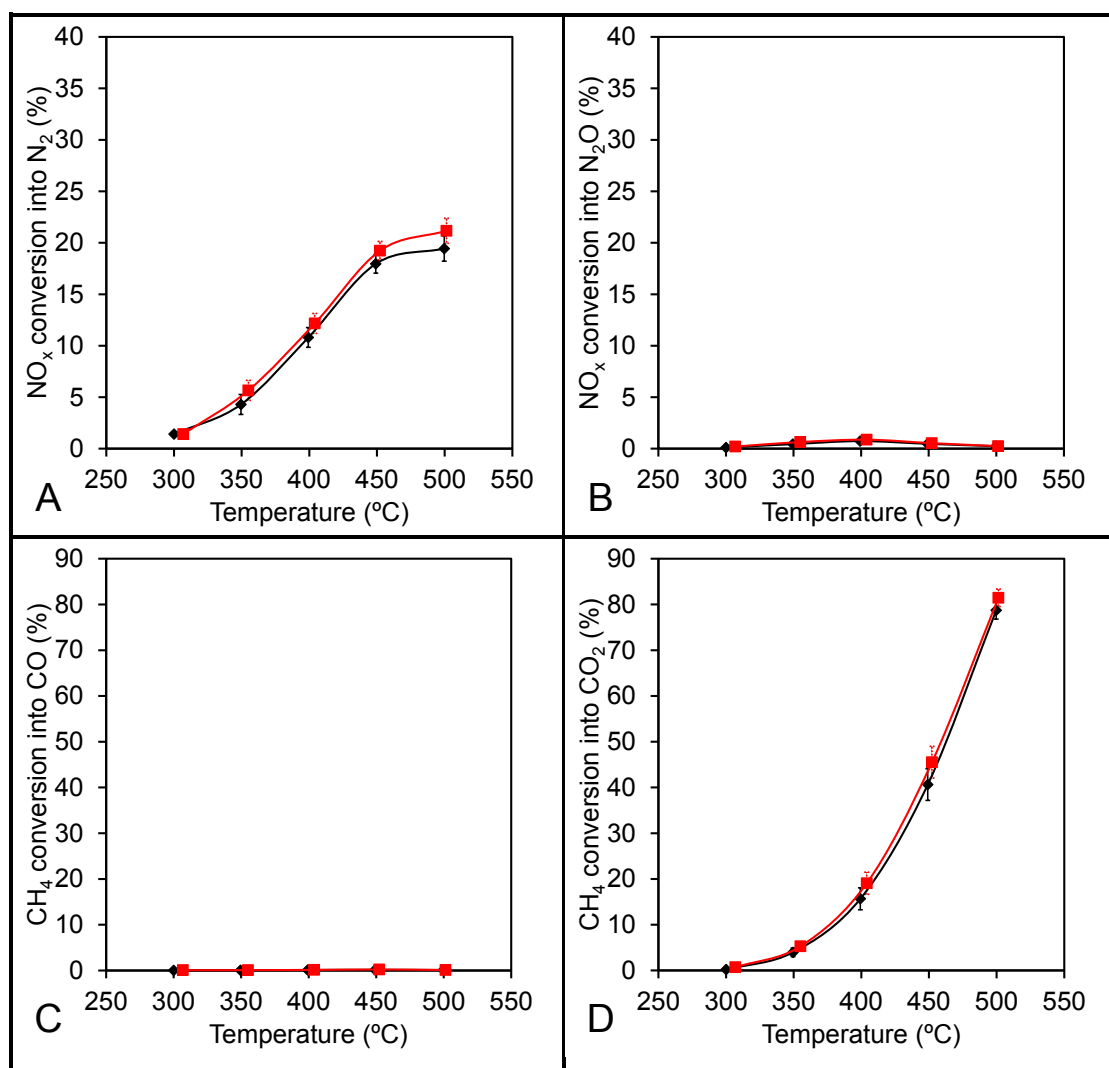 40
35
30
25
20
15
10
5
0
NOx conversion into N2 (%)
250 300 350 400 450 500 550
Temperature (ºC)
A
40
35
30
25
20
15
10
5
0
NOx conversion into N2O (%)
250 300 350 400 450 500 550
Temperature (ºC)
B
90
80
70
60
50
40
30
20
10
0
CH4 conversion into CO (%)
250 300 350 400 450 500 550
Temperature (ºC)
C
90
80
70
60
50
40
30
20
10
0
CH4 conversion into CO2 (%)
250 300 350 400 450 500 550
Temperature (ºC)
D